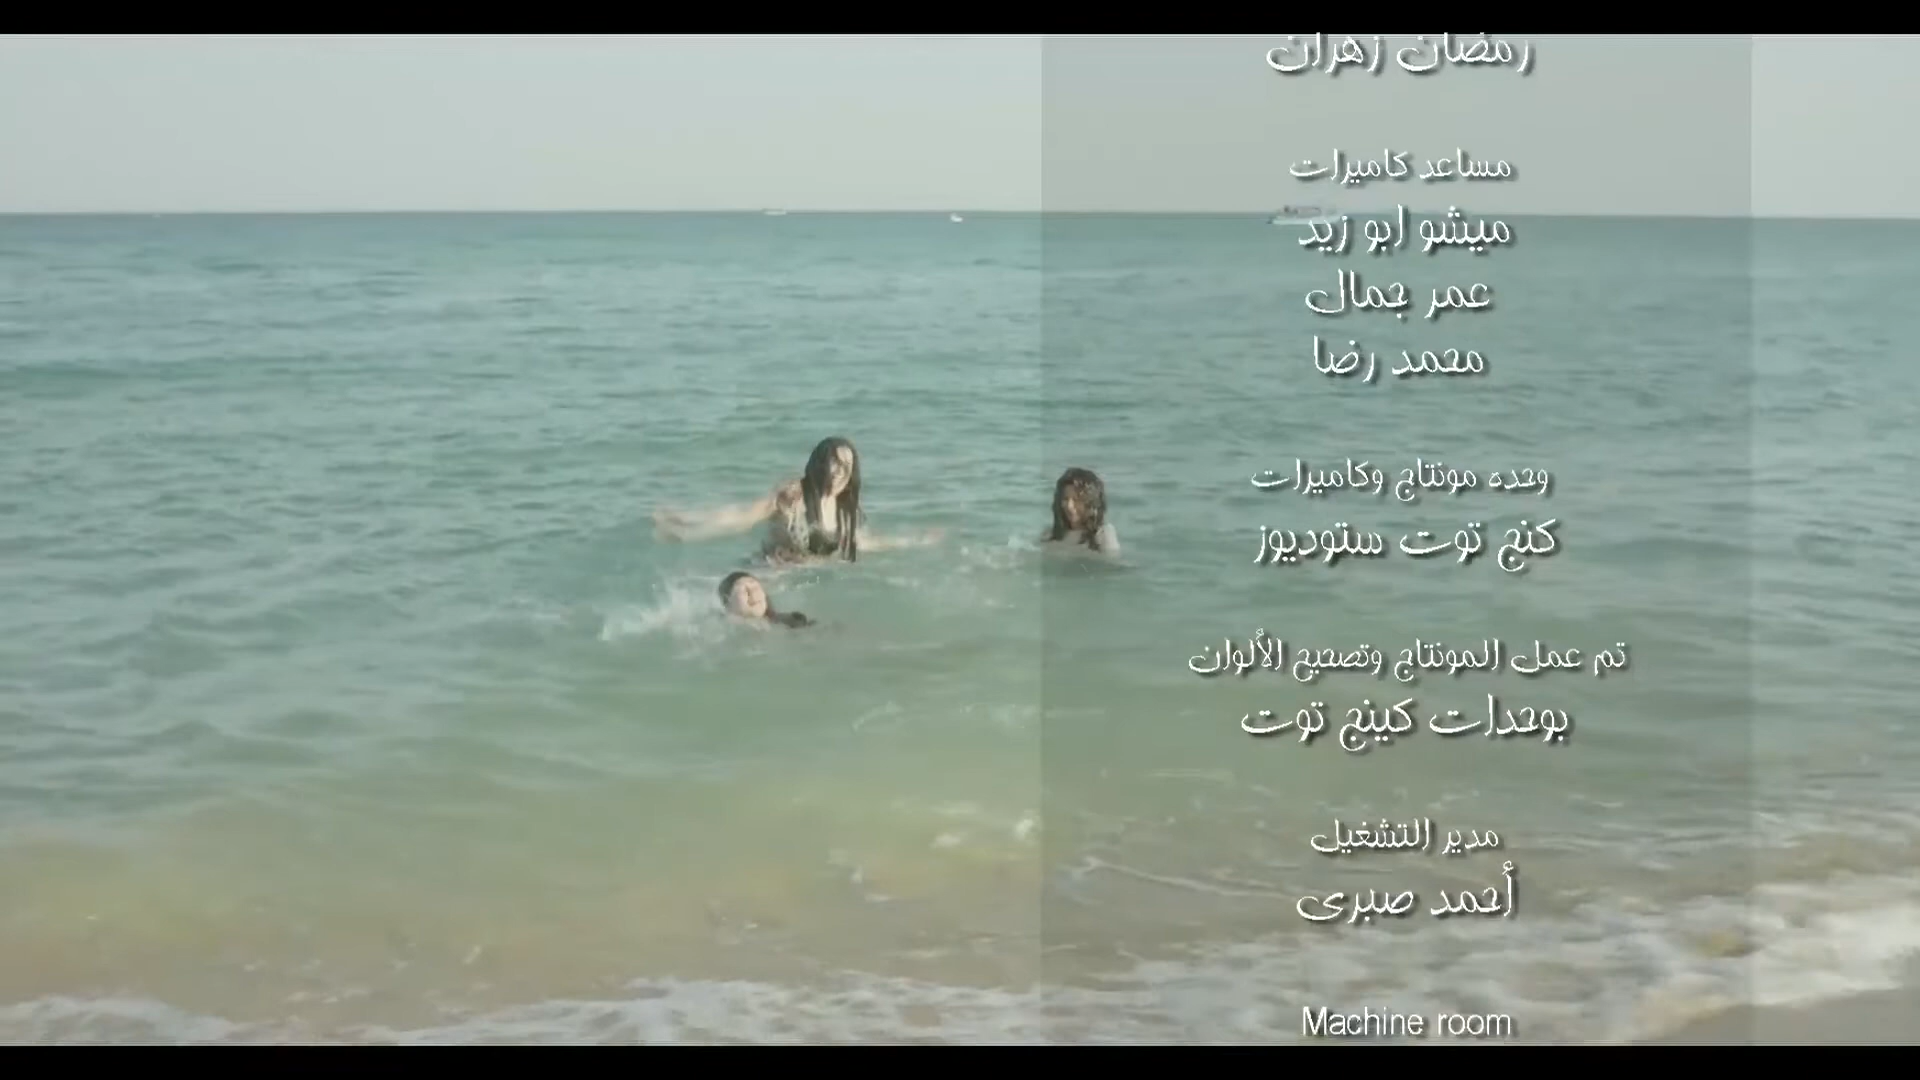 رمضان زهران
مساعد كاميرات
ميشو ابو زيد
عمر جمال
محمد رضا
وحده مونتاج وكاميرات
كنج توت ستوديوز
تم عمل المونتاج وتصحيح الألوان
بوحدات كينج توت
مدير التشغيل
أحمد صبرى
Machine room